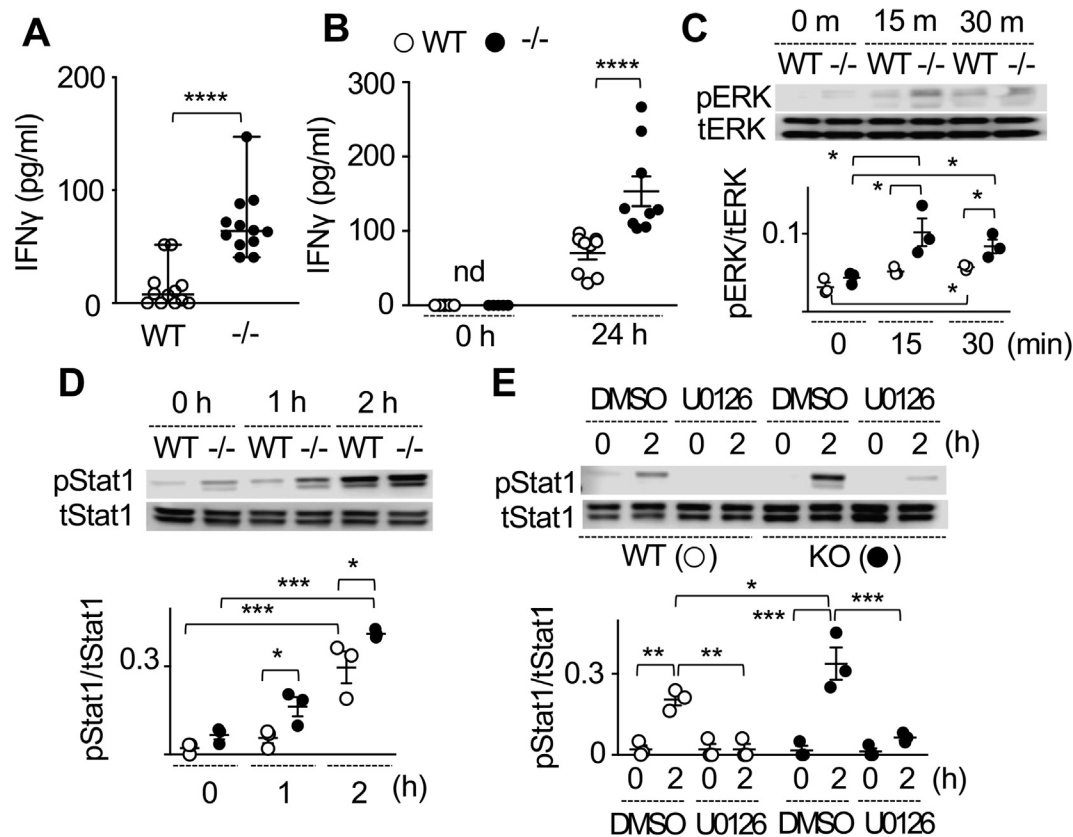 A
200
100
0
IFNγ (pg/ml)
****
WT
-/-
B
WT
-/-
300
200
100
0
IFNγ (pg/ml)
****
nd
0 h
24 h
C
0 m 15 m 30 m
WT -/- WT -/- WT -/-
pERK
tERK
pERK/tERK
0.1
*
*
*
*
*
0 15 30 (min)
D
0 h 1 h 2 h
WT -/- WT -/- WT -/-
pStat1
tStat1
pStat1/tStat1
0.3
*
***
***
*
0 1 2 (h)
E
DMSO U0126 DMSO U0126
0 2 0 2 0 2 0 2 (h)
pStat1
tStat1
WT ( ) KO ( )
pStat1/tStat1
0.3
0
*
*** ***
** **
0 2 0 2 0 2 0 2 (h)
DMSO U0126 DMSO U0126